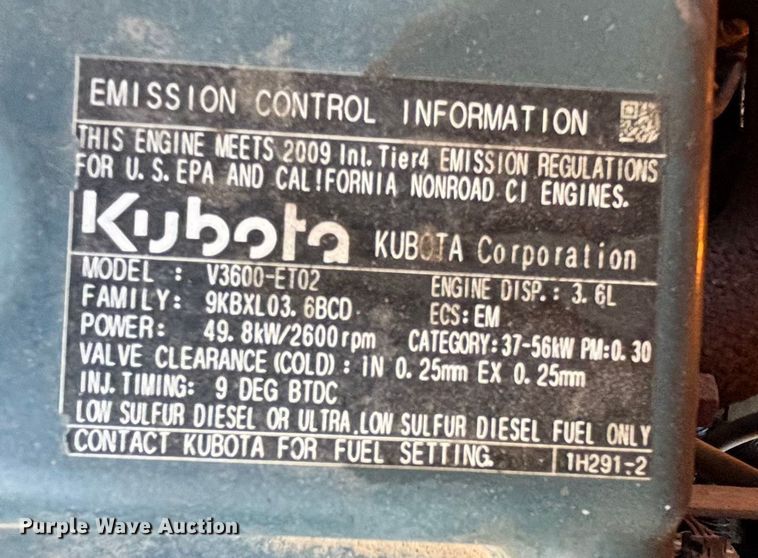 EMISSION CONTROL INFORMATION
THIS ENGINE MEETS 2009 Int. Tier4 EMISSION REGULATIONS
FOR U.S.EPA AND CALIFORNIA NONROAD CI ENGINES.
Kubota KUBOTA Corporation
MODEL : V3600-ET02 ENGINE DISP.: 3.6L
FAMILY: 9KBXL03.6BCD ECS: EM
POWER: 49.8kW/2600rpm CATEGORY:37-56kW PM:0.30
VALVE CLEARANCE (COLD) : IN 0.25mm EX 0.25mm
INJ. TIMING: 9 DEG BTDC
LOW SULFUR DIESEL OR ULTRA LOW SULFUR DIESEL FUEL ONLY
CONTACT KUBOTA FOR FUEL SETTING. 1H291-2
Purple Wave Auction